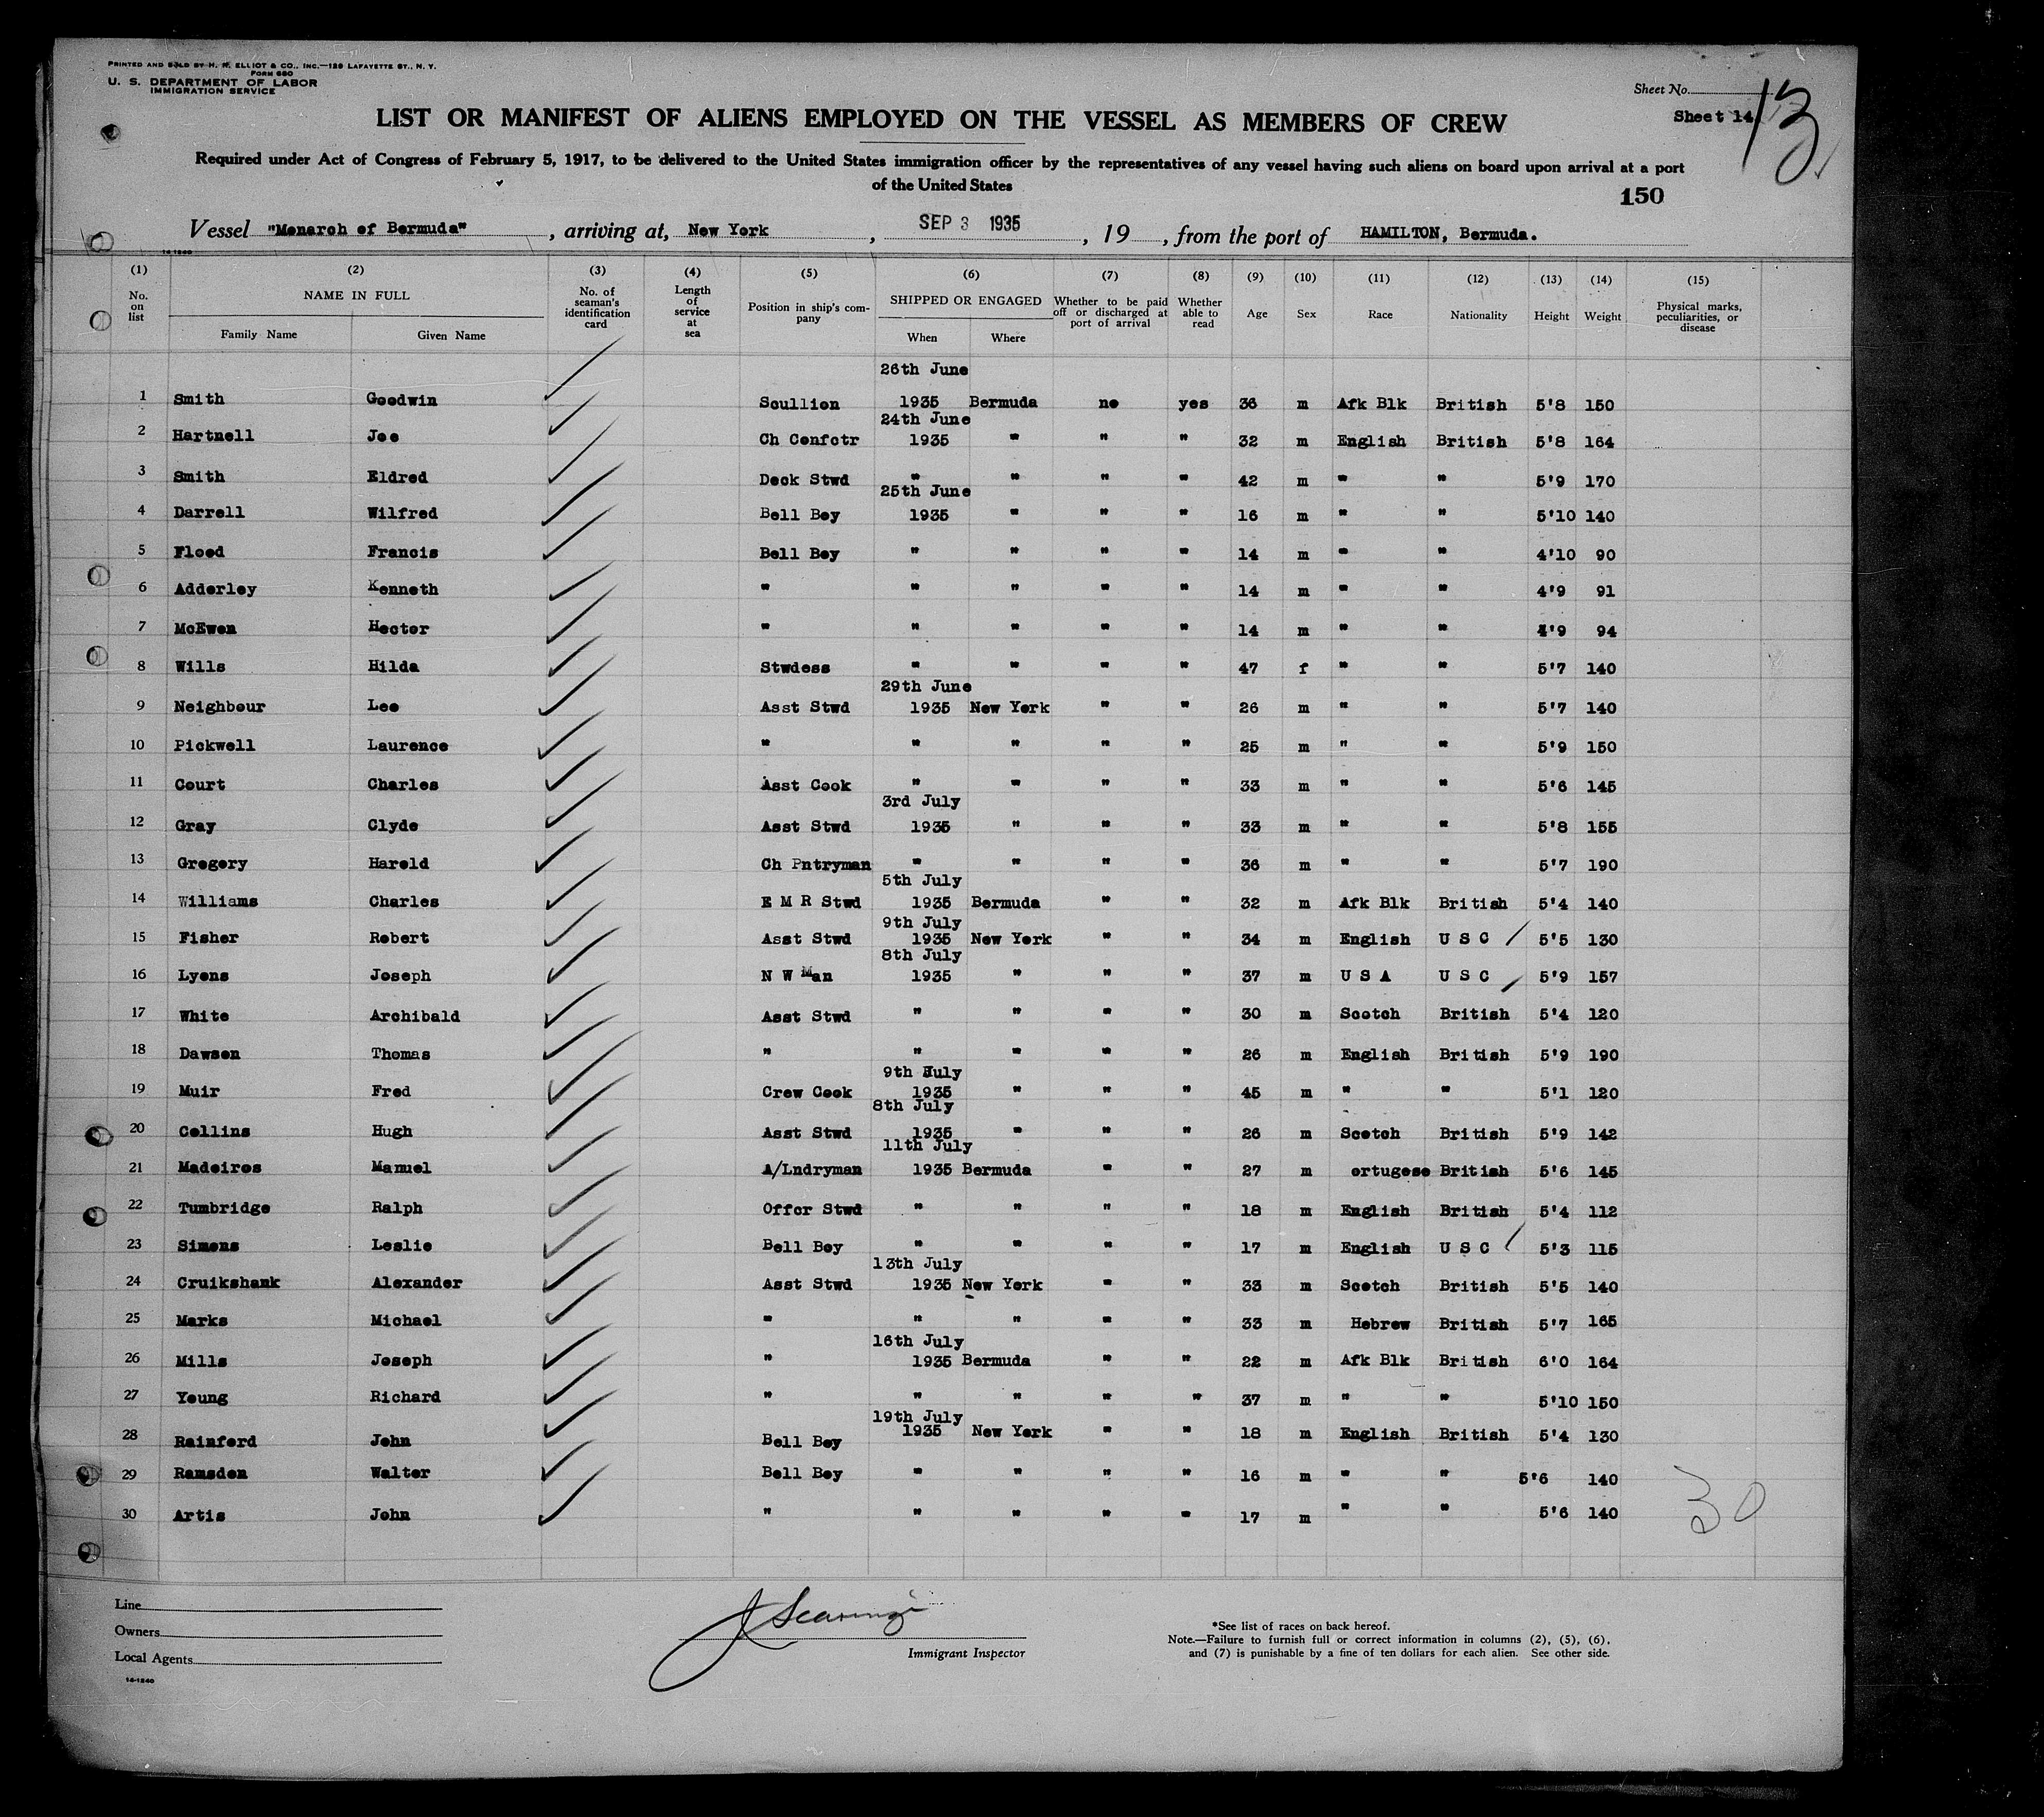 PRINTED AND SOLD BY H. N. ELLIOT & CO., INC.—129 LAFAYETTE ST., N. Y.
FORM 680
U. S. DEPARTMENT OF LABOR
IMMIGRATION SERVICE
Sheet No.
Sheet 14
13
LIST OR MANIFEST OF ALIENS EMPLOYED ON THE VESSEL AS MEMBERS OF CREW
Required under Act of Congress of February 5, 1917, to be delivered to the United States immigration officer by the representatives of any vessel having such aliens on board upon arrival at a port
of the United States
150
Vessel "Monarch of Bermuda", arriving at, New York, SEP 3 1935, 19, from the port of HAMILTON, Bermuda.
14-1240
(1) (2) (3) (4) (5) (6) (7) (8) (9) (10) (11) (12) (13) (14) (15)
No. on list NAME IN FULL Family Name Given Name No. of seaman's identification card Length of service at sea Position in ship's company SHIPPED OR ENGAGED When Where Whether to be paid off or discharged at port of arrival Whether able to read Age Sex Race Nationality Height Weight Physical marks, peculiarities, or disease
26th June
1 Smith Goodwin Scullion 1935 Bermuda no yes 36 m Afk Blk British 5'8 150
24th June
2 Hartnell Joe Ch Confctr 1935 " " " 32 m English British 5'8 164
3 Smith Eldred Deck Stwd " " " " 42 m " " 5'9 170
25th June
4 Darrell Wilfred Bell Boy 1935 " " " 16 m " " 5'10 140
5 Flood Francis Bell Boy " " " " 14 m " " 4'10 90
6 Adderley Kenneth " " " " " 14 m " " 4'9 91
7 McEwen Hector " " " " " 14 m " " 4'9 94
8 Wills Hilda Stwdess " " " " 47 f " " 5'7 140
29th June
9 Neighbour Leo Asst Stwd 1935 New York " " 26 m " " 5'7 140
10 Pickwell Laurence " " " " " 25 m " " 5'9 150
11 Court Charles Asst Cook " " " " 33 m " " 5'6 145
3rd July
12 Gray Clyde Asst Stwd 1935 " " " 33 m " " 5'8 155
13 Gregory Harold Ch Pntryman " " " " 36 m " " 5'7 190
5th July
14 Williams Charles E M R Stwd 1935 Bermuda " " 32 m Afk Blk British 5'4 140
9th July
15 Fisher Robert Asst Stwd 1935 New York " " 34 m English U S C 5'5 130
8th July
16 Lyons Joseph N W Man 1935 " " " 37 m U S A U S C 5'9 157
17 White Archibald Asst Stwd " " " " 30 m Scotch British 5'4 120
18 Dawson Thomas " " " " " 26 m English British 5'9 190
9th July
19 Muir Fred Crew Cook 1935 " " " 45 m " " 5'1 120
8th July
20 Collins Hugh Asst Stwd 1935 " " " 26 m Scotch British 5'9 142
11th July
21 Madeiros Manuel A/Lndryman 1935 Bermuda " " 27 m ortugese British 5'6 145
22 Tumbridge Ralph Offcr Stwd " " " " 18 m English British 5'4 112
23 Simons Leslie Bell Boy " " " " 17 m English U S C 5'3 115
13th July
24 Cruikshank Alexander Asst Stwd 1935 New York " " 33 m Scotch British 5'5 140
25 Marks Michael " " " " " 33 m Hebrew British 5'7 165
16th July
26 Mills Joseph " 1935 Bermuda " " 22 m Afk Blk British 6'0 164
27 Young Richard " " " " " 37 m " " 5'10 150
19th July
28 Rainford John Bell Boy 1935 New York " " 18 m English British 5'4 130
29 Ramsden Walter Bell Boy " " " " 16 m " " 5'6 140
30 Artis John " " " " " 17 m " " 5'6 140
30
Line
Owners
Local Agents
14-1240
Immigrant Inspector
*See list of races on back hereof.
Note.—Failure to furnish full or correct information in columns (2), (5), (6),
and (7) is punishable by a fine of ten dollars for each alien. See other side.